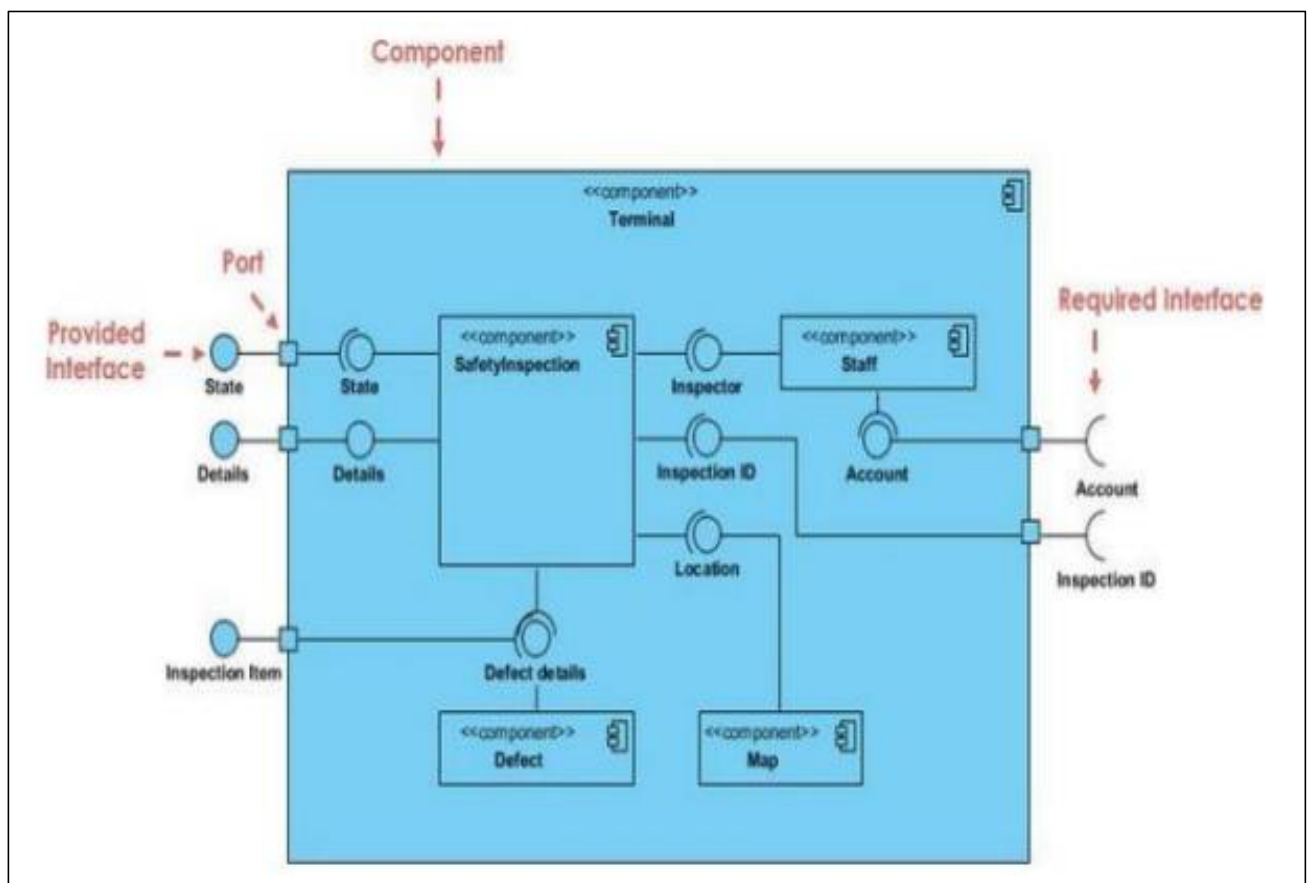 Component
<<component>>
Terminal
Port
Required Interface
Provided
Interface
<<component>>
SafetyInspection
<<component>>
Staff
State
State
Inspector
Details
Details
Inspection ID
Account
Account
Location
Inspection ID
Inspection Item
Defect details
<<component>>
Defect
<<component>>
Map